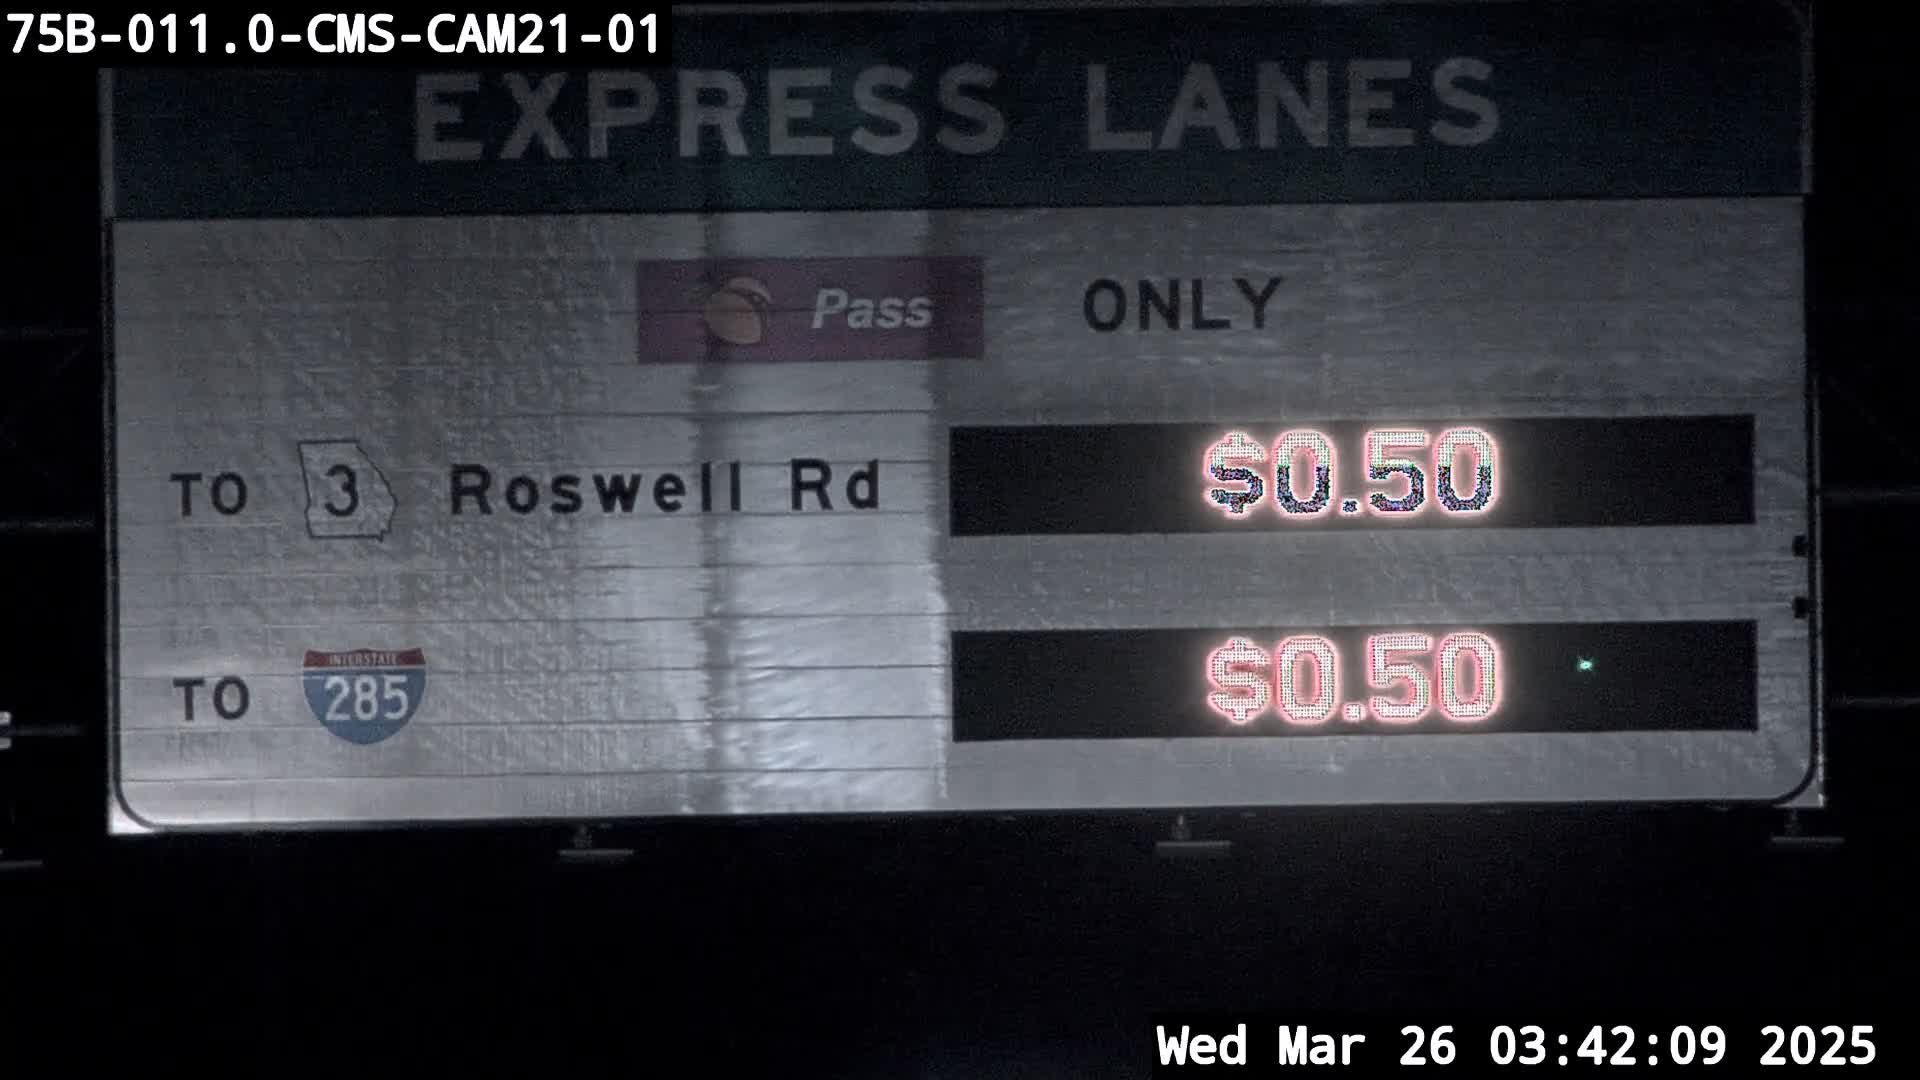 75B-011.0-CMS-CAM21-01
EXPRESS LANES
Pass ONLY
TO 3 Roswell Rd $0.50
TO INTERSTATE 285 $0.50
Wed Mar 26 03:42:09 2025